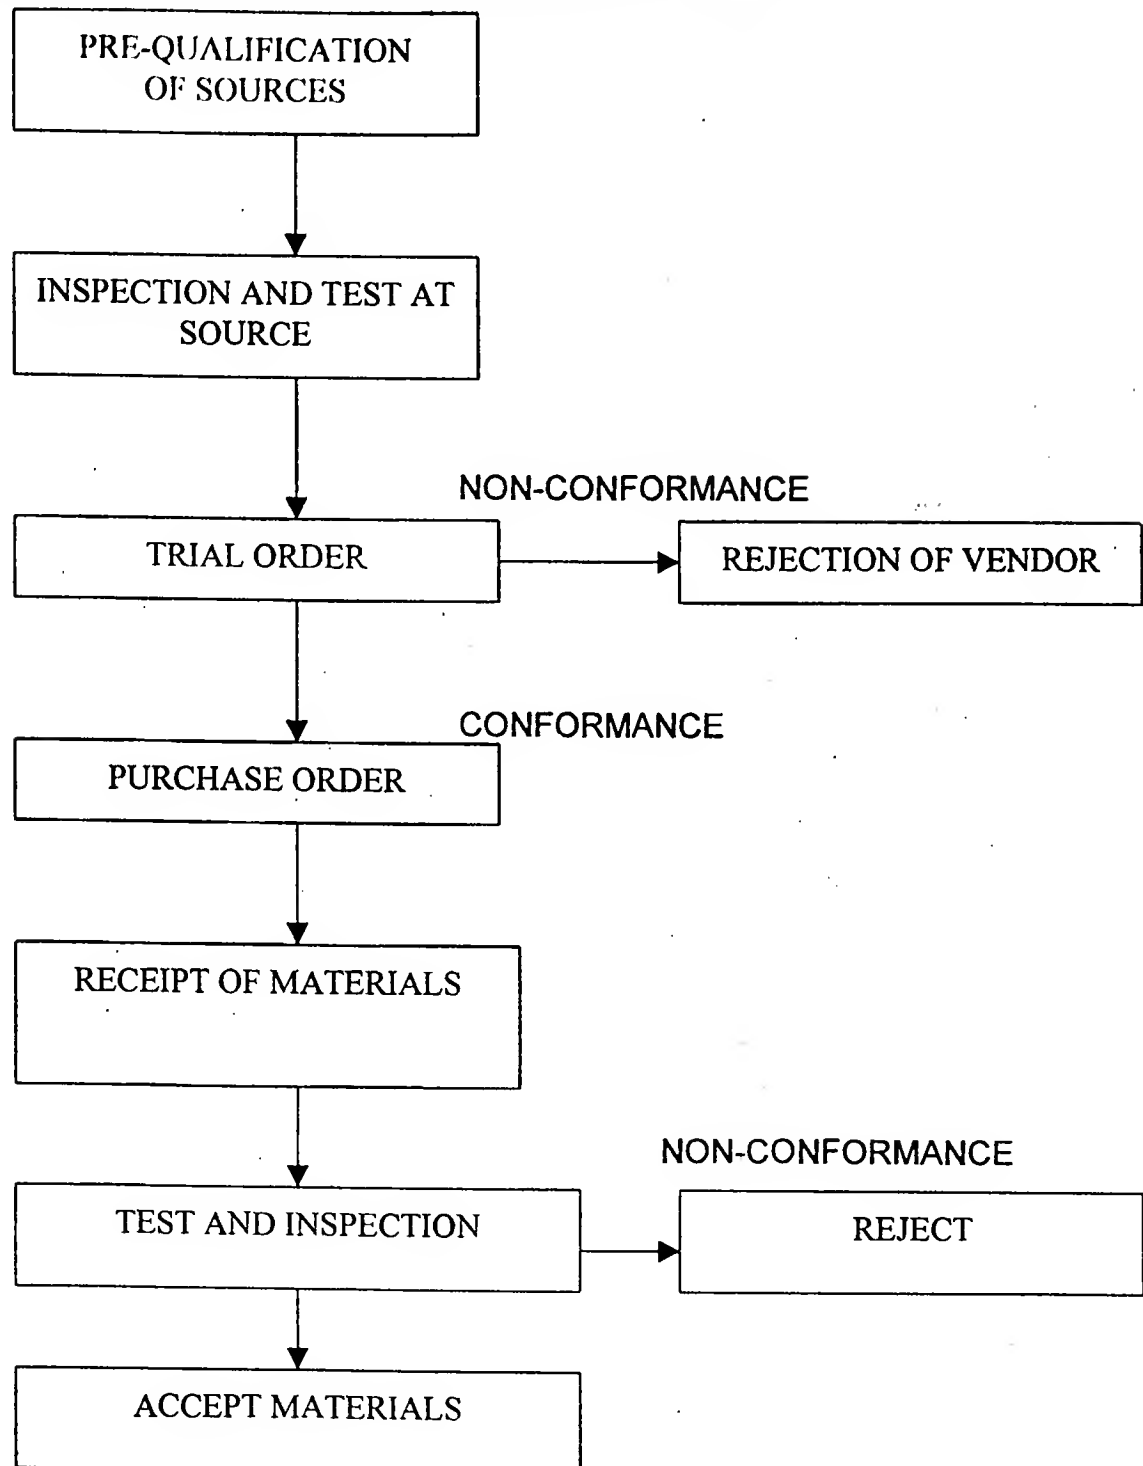 PRE-QUALIFICATION
OF SOURCES
INSPECTION AND TEST AT
SOURCE
NON-CONFORMANCE
TRIAL ORDER
REJECTION OF VENDOR
CONFORMANCE
PURCHASE ORDER
RECEIPT OF MATERIALS
NON-CONFORMANCE
TEST AND INSPECTION
REJECT
ACCEPT MATERIALS